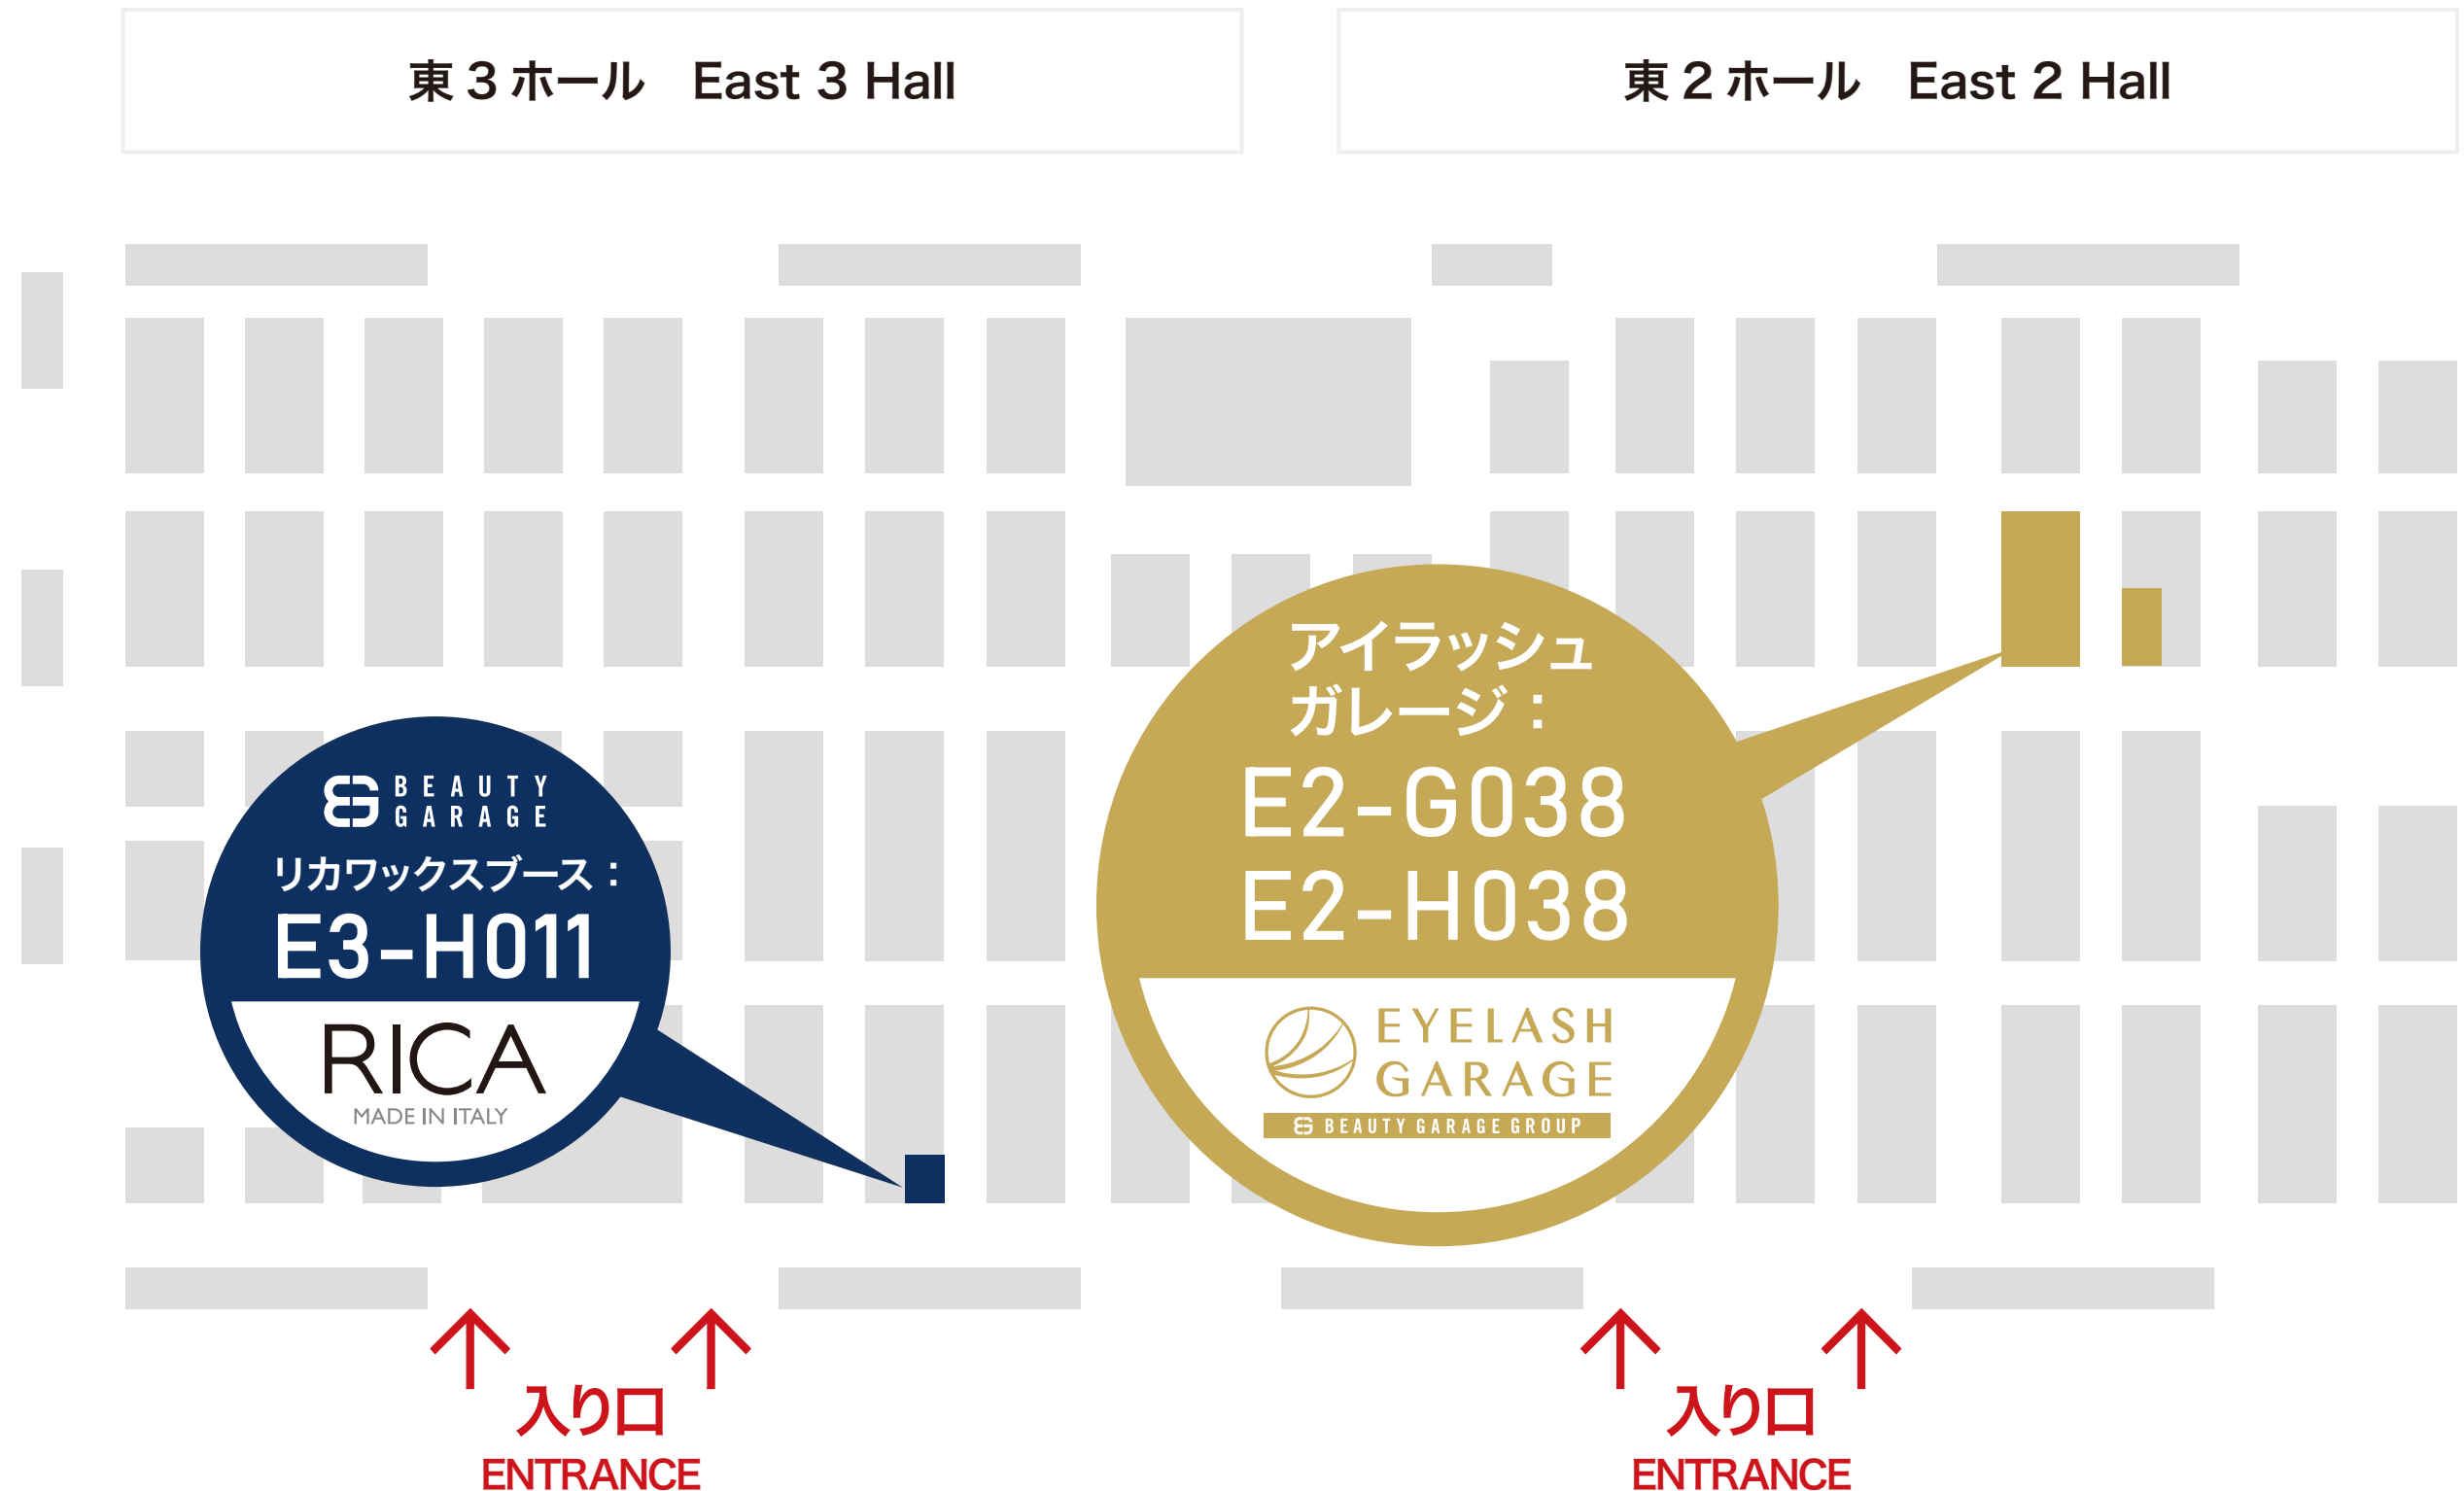 東 3 ホール　East 3 Hall
東 2 ホール　East 2 Hall
アイラッシュ
ガレージ：
E2-G038
E2-H038
EYELASH
GARAGE
BEAUTY GARAGE GROUP
BEAUTY
GARAGE
リカワックスブース：
E3-H011
RICA
MADE IN ITALY
入り口
ENTRANCE
入り口
ENTRANCE